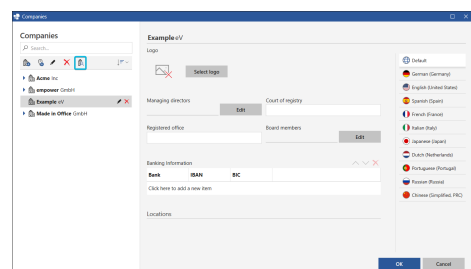 Companies
Companies
Search...
Acme Inc
empower GmbH
Example eV
Made in Office GmbH
Example eV
Logo
Select logo
Managing directors
Edit
Court of registry
Registered office
Board members
Edit
Banking Information
Bank IBAN BIC
Click here to add a new item
Locations
Default
German (Germany)
English (United States)
Spanish (Spain)
French (France)
Italian (Italy)
Japanese (Japan)
Dutch (Netherlands)
Portuguese (Portugal)
Russian (Russia)
Chinese (Simplified, PRC)
OK Cancel